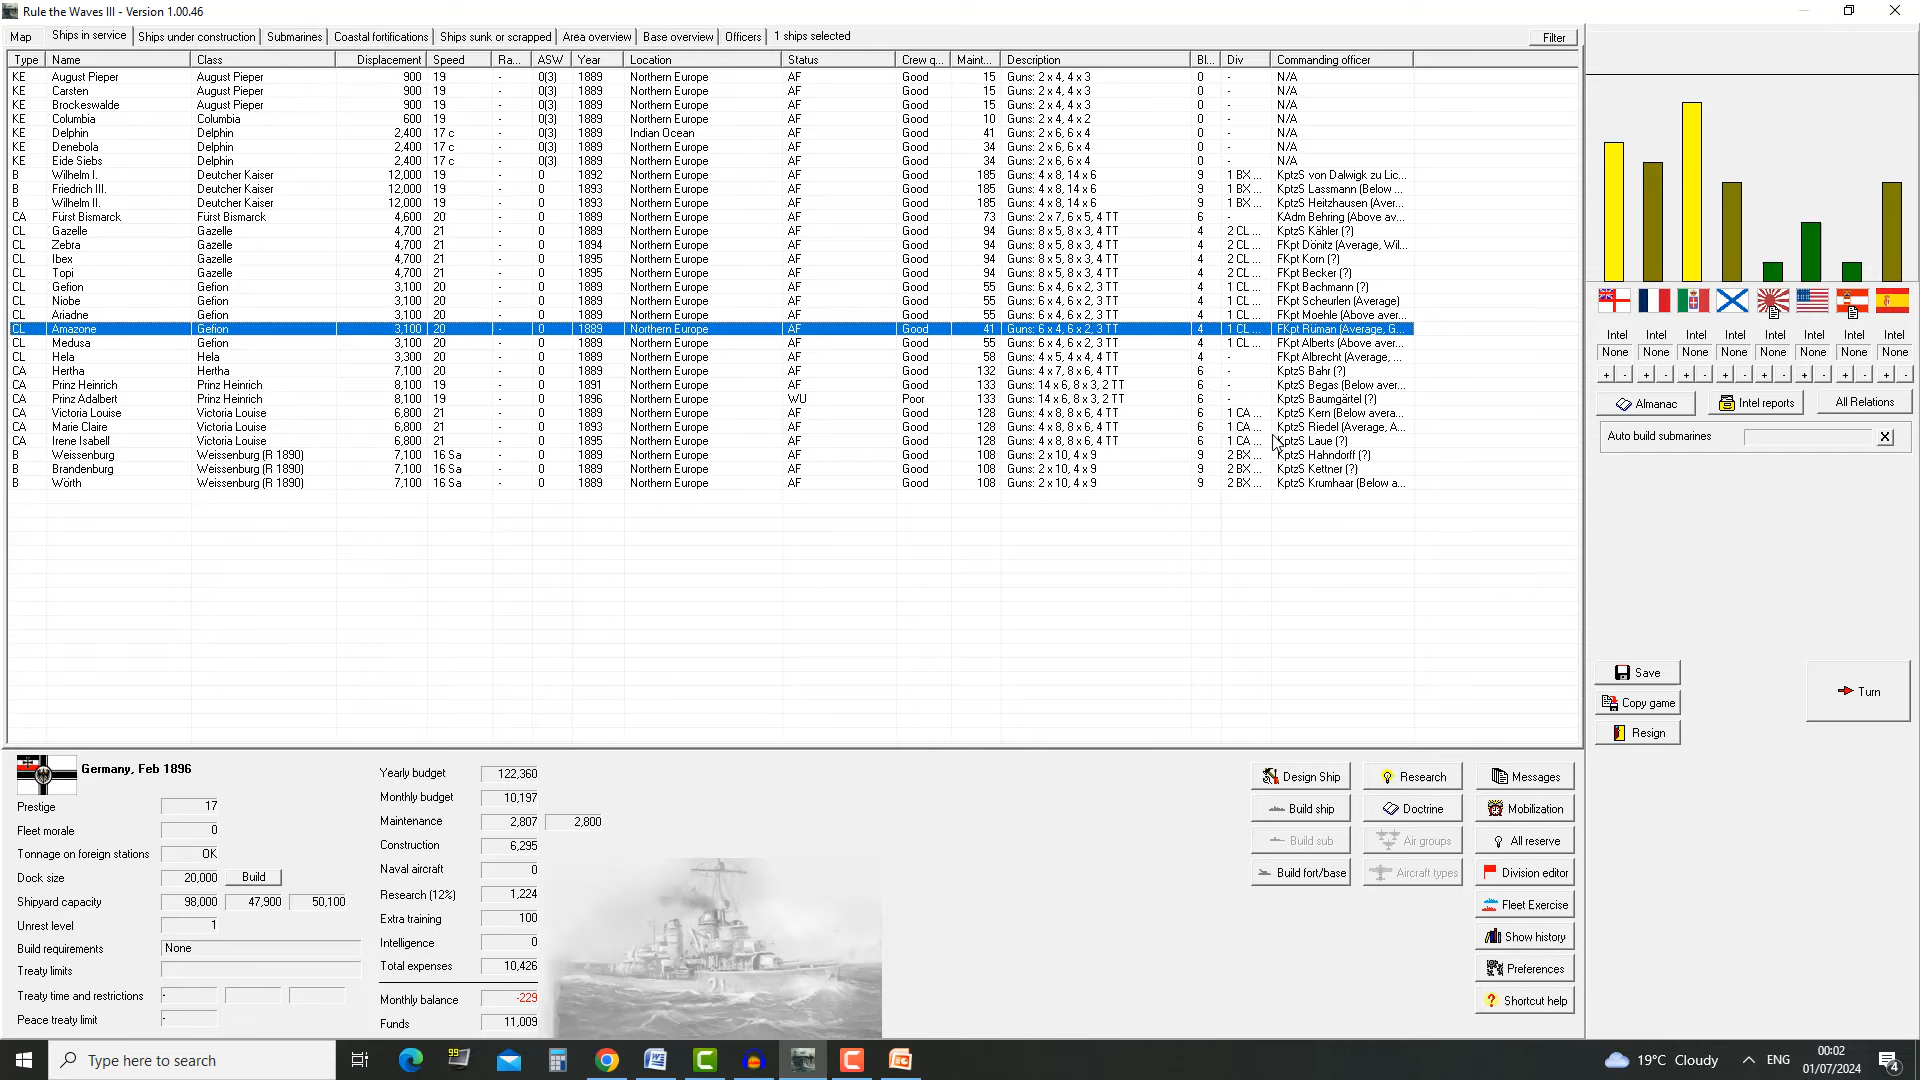 Rule the Waves III - Version 1.00.46
Map Ships in service Ships under construction Submarines Coastal fortifications Ships sunk or scrapped Area overview Base overview Officers 1 ships selected Filter
Type Name Class Displacement Speed Ra... ASW Year Location Status Crew q... Maint... Description Bl... Div Commanding officer
KE August Pieper August Pieper 900 19 - 0(3) 1889 Northern Europe AF Good 15 Guns: 2 x 4, 4 x 3 0 - N/A
KE Carsten August Pieper 900 19 - 0(3) 1889 Northern Europe AF Good 15 Guns: 2 x 4, 4 x 3 0 - N/A
KE Brockeswalde August Pieper 900 19 - 0(3) 1889 Northern Europe AF Good 15 Guns: 2 x 4, 4 x 3 0 - N/A
KE Columbia Columbia 600 19 - 0(3) 1889 Northern Europe AF Good 10 Guns: 2 x 4, 4 x 2 0 - N/A
KE Delphin Delphin 2,400 17 c - 0(3) 1889 Indian Ocean AF Good 41 Guns: 2 x 6, 6 x 4 0 - N/A
KE Denebola Delphin 2,400 17 c - 0(3) 1889 Northern Europe AF Good 34 Guns: 2 x 6, 6 x 4 0 - N/A
KE Eide Siebs Delphin 2,400 17 c - 0(3) 1889 Northern Europe AF Good 34 Guns: 2 x 6, 6 x 4 0 - N/A
B Wilhelm I. Deutcher Kaiser 12,000 19 - 0 1892 Northern Europe AF Good 185 Guns: 4 x 8, 14 x 6 9 1 BX ... KptzS von Dalwigk zu Lic...
B Friedrich III. Deutcher Kaiser 12,000 19 - 0 1893 Northern Europe AF Good 185 Guns: 4 x 8, 14 x 6 9 1 BX ... KptzS Lassmann (Below ...
B Wilhelm II. Deutcher Kaiser 12,000 19 - 0 1893 Northern Europe AF Good 185 Guns: 4 x 8, 14 x 6 9 1 BX ... KptzS Heitzhausen (Aver...
CA Fürst Bismarck Fürst Bismarck 4,600 20 - 0 1889 Northern Europe AF Good 73 Guns: 2 x 7, 6 x 5, 4 TT 6 - KAdm Behring (Above av...
CL Gazelle Gazelle 4,700 21 - 0 1889 Northern Europe AF Good 94 Guns: 8 x 5, 8 x 3, 4 TT 4 2 CL ... KptzS Kähler (?)
CL Zebra Gazelle 4,700 21 - 0 1894 Northern Europe AF Good 94 Guns: 8 x 5, 8 x 3, 4 TT 4 2 CL ... FKpt Dönitz (Average, Wil...
CL Ibex Gazelle 4,700 21 - 0 1895 Northern Europe AF Good 94 Guns: 8 x 5, 8 x 3, 4 TT 4 2 CL ... FKpt Korn (?)
CL Topi Gazelle 4,700 21 - 0 1895 Northern Europe AF Good 94 Guns: 8 x 5, 8 x 3, 4 TT 4 2 CL ... FKpt Becker (?)
CL Gefion Gefion 3,100 20 - 0 1889 Northern Europe AF Good 55 Guns: 6 x 4, 6 x 2, 3 TT 4 1 CL ... FKpt Bachmann (?)
CL Niobe Gefion 3,100 20 - 0 1889 Northern Europe AF Good 55 Guns: 6 x 4, 6 x 2, 3 TT 4 1 CL ... FKpt Scheurlen (Average)
CL Ariadne Gefion 3,100 20 - 0 1889 Northern Europe AF Good 55 Guns: 6 x 4, 6 x 2, 3 TT 4 1 CL ... FKpt Moehle (Above aver...
CL Amazone Gefion 3,100 20 - 0 1889 Northern Europe AF Good 41 Guns: 6 x 4, 6 x 2, 3 TT 4 1 CL ... FKpt Rüman (Average, G...
CL Medusa Gefion 3,100 20 - 0 1889 Northern Europe AF Good 55 Guns: 6 x 4, 6 x 2, 3 TT 4 1 CL ... FKpt Alberts (Above aver...
CL Hela Hela 3,300 20 - 0 1889 Northern Europe AF Good 58 Guns: 4 x 5, 4 x 4, 4 TT 4 - FKpt Albrecht (Average, ...
CA Hertha Hertha 7,100 20 - 0 1889 Northern Europe AF Good 132 Guns: 4 x 7, 8 x 6, 4 TT 6 - KptzS Bahr (?)
CA Prinz Heinrich Prinz Heinrich 8,100 19 - 0 1891 Northern Europe AF Good 133 Guns: 14 x 6, 8 x 3, 2 TT 6 - KptzS Begas (Below aver...
CA Prinz Adalbert Prinz Heinrich 8,100 19 - 0 1896 Northern Europe WU Poor 133 Guns: 14 x 6, 8 x 3, 2 TT 6 - KptzS Baumgärtel (?)
CA Victoria Louise Victoria Louise 6,800 21 - 0 1889 Northern Europe AF Good 128 Guns: 4 x 8, 8 x 6, 4 TT 6 1 CA ... KptzS Kern (Below avera...
CA Marie Claire Victoria Louise 6,800 21 - 0 1893 Northern Europe AF Good 128 Guns: 4 x 8, 8 x 6, 4 TT 6 1 CA ... KptzS Riedel (Average, A...
CA Irene Isabell Victoria Louise 6,800 21 - 0 1895 Northern Europe AF Good 128 Guns: 4 x 8, 8 x 6, 4 TT 6 1 CA ... KptzS Laue (?)
B Weissenburg Weissenburg (R 1890) 7,100 16 Sa - 0 1889 Northern Europe AF Good 108 Guns: 2 x 10, 4 x 9 9 2 BX ... KptzS Hahndorff (?)
B Brandenburg Weissenburg (R 1890) 7,100 16 Sa - 0 1889 Northern Europe AF Good 108 Guns: 2 x 10, 4 x 9 9 2 BX ... KptzS Kettner (?)
B Wörth Weissenburg (R 1890) 7,100 16 Sa - 0 1889 Northern Europe AF Good 108 Guns: 2 x 10, 4 x 9 9 2 BX ... KptzS Krumhaar (Below a...
Intel Intel Intel Intel Intel Intel Intel Intel
None None None None None None None None
+ - + - + - + - + - + - + - + -
Almanac Intel reports All Relations
Auto build submarines X
Save
Copy game
Resign
Turn
Germany, Feb 1896
Prestige 17
Fleet morale 0
Tonnage on foreign stations OK
Dock size 20,000 Build
Shipyard capacity 98,000 47,900 50,100
Unrest level 1
Build requirements None
Treaty limits
Treaty time and restrictions -
Peace treaty limit -
Yearly budget 122,360
Monthly budget 10,197
Maintenance 2,807 2,800
Construction 6,295
Naval aircraft 0
Research (12%) 1,224
Extra training 100
Intelligence 0
Total expenses 10,426
Monthly balance -229
Funds 11,009
Design Ship Research Messages
Build ship Doctrine Mobilization
Build sub Air groups All reserve
Build fort/base Aircraft types Division editor
Fleet Exercise
Show history
Preferences
Shortcut help
Type here to search
99
19°C Cloudy ENG 00:02
01/07/2024
4